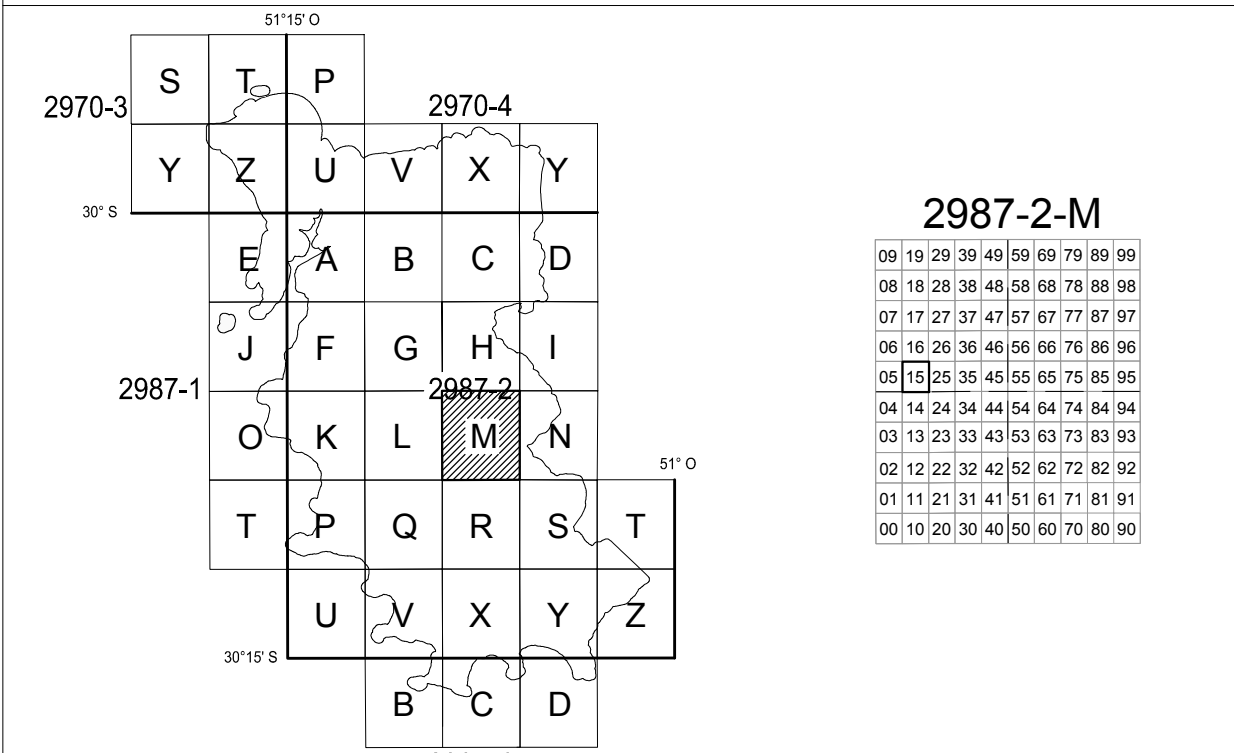 51°15' O
S T P
2970-3 2970-4
Y Z U V X Y
30° S
E A B C D
J F G H I
2987-1 2987-2
O K L M N
51° O
T P Q R S T
U V X Y Z
30°15' S
B C D
2987-2-M
09 19 29 39 49 59 69 79 89 99
08 18 28 38 48 58 68 78 88 98
07 17 27 37 47 57 67 77 87 97
06 16 26 36 46 56 66 76 86 96
05 15 25 35 45 55 65 75 85 95
04 14 24 34 44 54 64 74 84 94
03 13 23 33 43 53 63 73 83 93
02 12 22 32 42 52 62 72 82 92
01 11 21 31 41 51 61 71 81 91
00 10 20 30 40 50 60 70 80 90